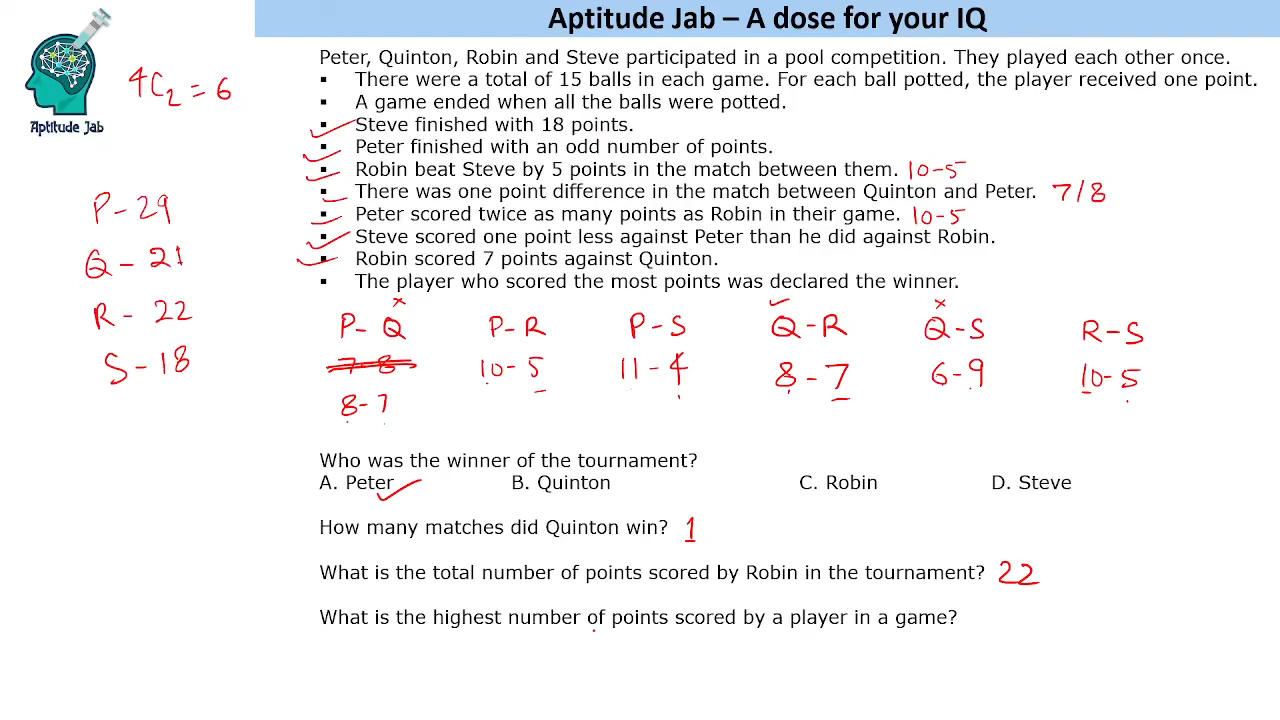 Aptitude Jab – A dose for your IQ
Aptitude Jab
4C2 = 6
Peter, Quinton, Robin and Steve participated in a pool competition. They played each other once.
▪ There were a total of 15 balls in each game. For each ball potted, the player received one point.
▪ A game ended when all the balls were potted.
▪ Steve finished with 18 points.
▪ Peter finished with an odd number of points.
▪ Robin beat Steve by 5 points in the match between them. 10-5
▪ There was one point difference in the match between Quinton and Peter. 7/8
▪ Peter scored twice as many points as Robin in their game. 10-5
▪ Steve scored one point less against Peter than he did against Robin.
▪ Robin scored 7 points against Quinton.
▪ The player who scored the most points was declared the winner.
P - 29
Q - 21
R - 22
S - 18
P - Q P - R P - S Q - R Q - S R - S
7 - 8 10 - 5 11 - 4 8 - 7 6 - 9 10 - 5
8 - 7
Who was the winner of the tournament?
A. Peter B. Quinton C. Robin D. Steve
How many matches did Quinton win? 1
What is the total number of points scored by Robin in the tournament? 22
What is the highest number of points scored by a player in a game?